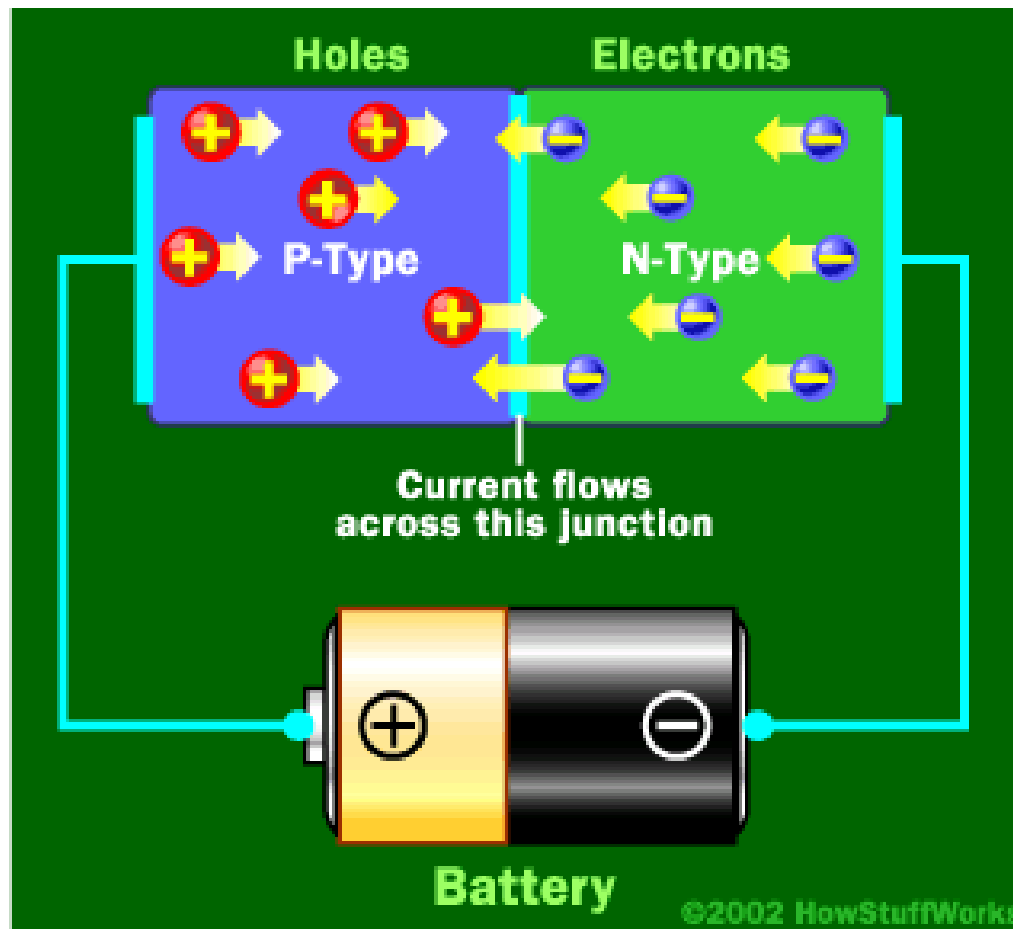 Holes
Electrons
P-Type
N-Type
Current flows
across this junction
+
−
Battery
©2002 HowStuffWorks